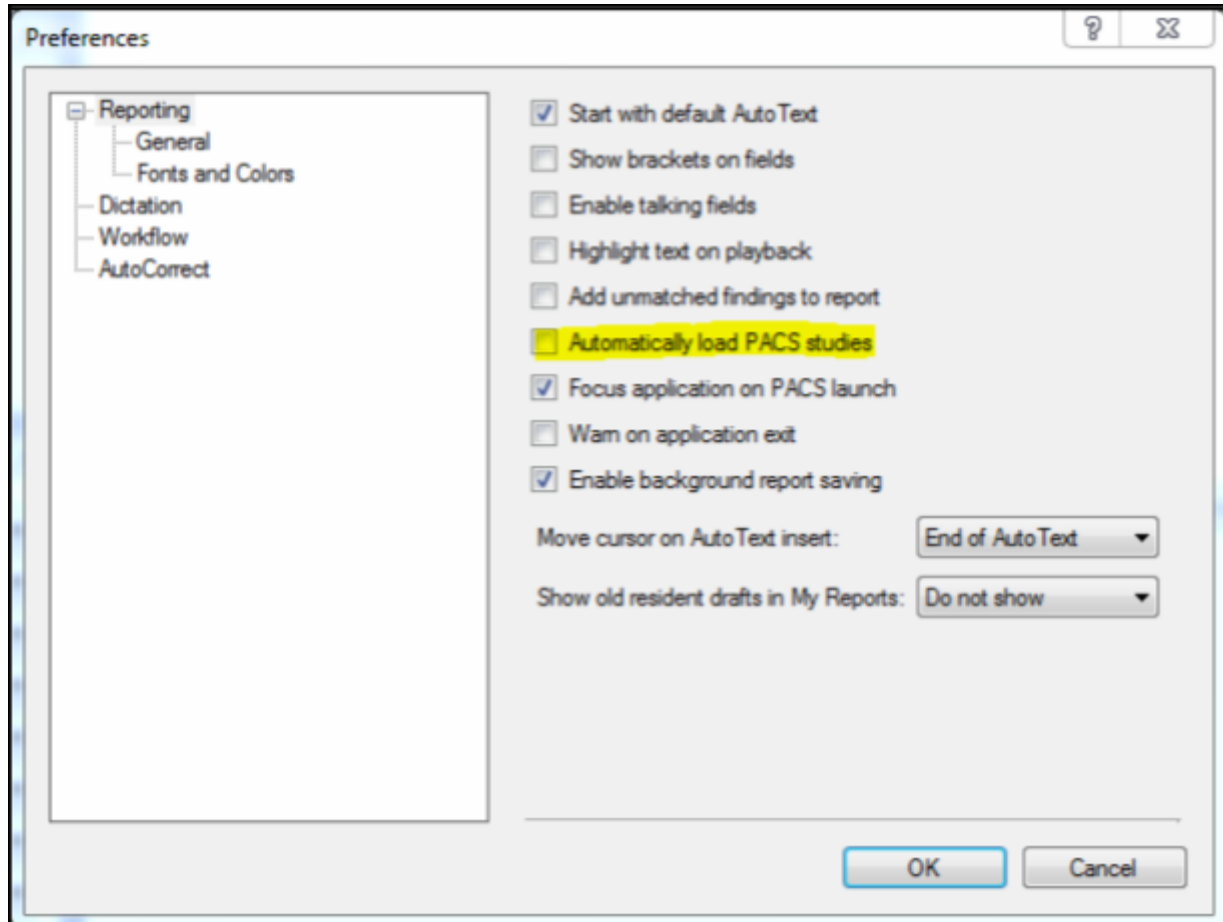 Preferences
Reporting
General
Fonts and Colors
Dictation
Workflow
AutoCorrect
Start with default AutoText
Show brackets on fields
Enable talking fields
Highlight text on playback
Add unmatched findings to report
Automatically load PACS studies
Focus application on PACS launch
Warn on application exit
Enable background report saving
Move cursor on AutoText insert: End of AutoText
Show old resident drafts in My Reports: Do not show
OK Cancel